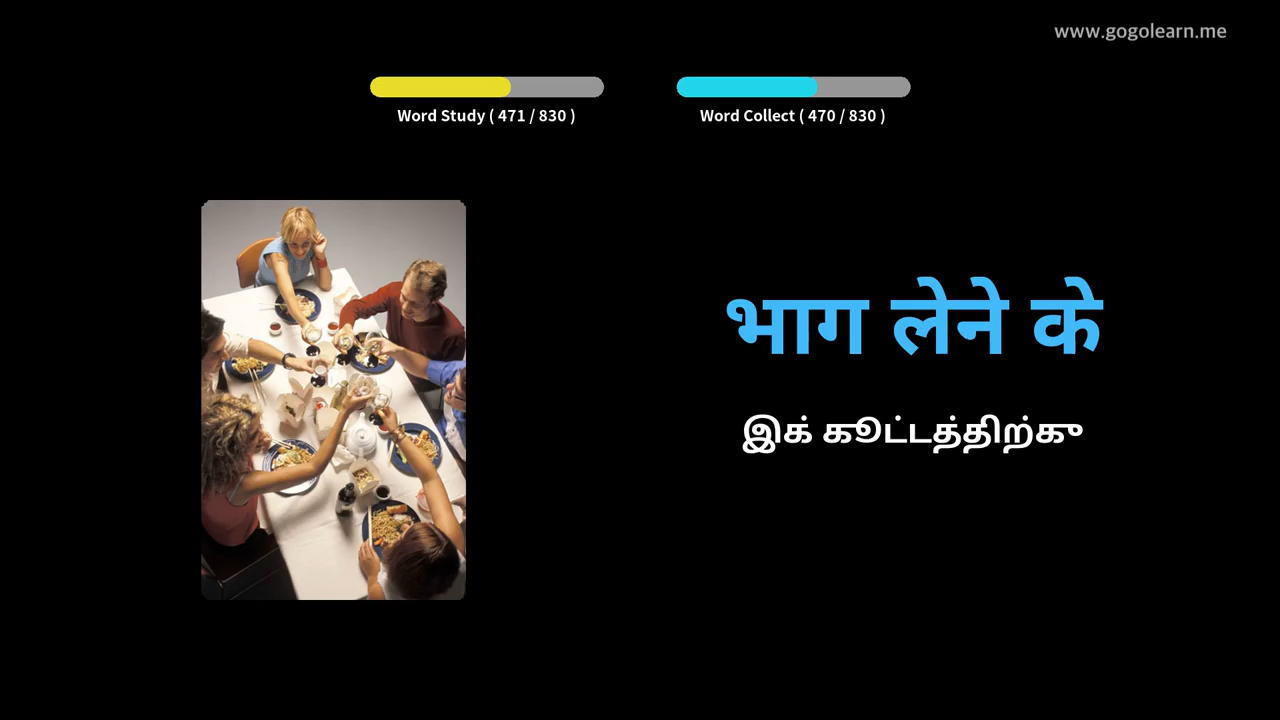 www.gogolearn.me
Word Study ( 471 / 830 )
Word Collect ( 470 / 830 )
भाग लेने के
இக் கூட்டத்திற்கு